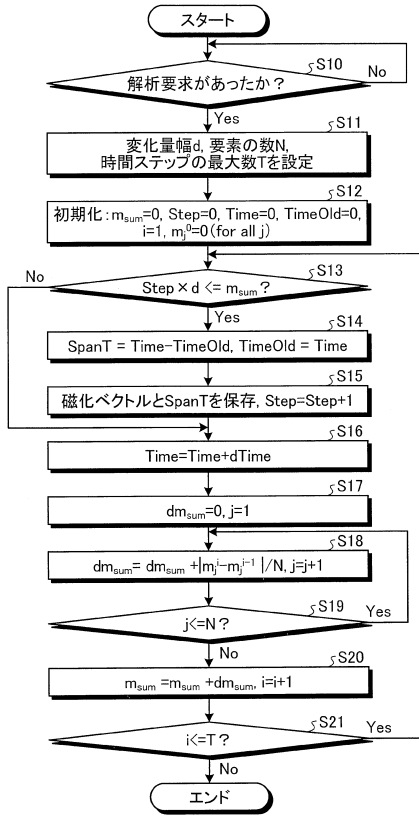 スタート
S10
解析要求があったか?
No
Yes
S11
変化量幅d, 要素の数N,
時間ステップの最大数Tを設定
S12
初期化:m_sum=0, Step=0, Time=0, TimeOld=0,
i=1, m_j^0=0(for all j)
S13
No
Step×d <= m_sum?
Yes
S14
SpanT = Time-TimeOld, TimeOld = Time
S15
磁化ベクトルとSpanTを保存, Step=Step+1
S16
Time=Time+dTime
S17
dm_sum=0, j=1
S18
dm_sum= dm_sum +|m_j^i-m_j^i-1 |/N, j=j+1
S19
j<=N?
Yes
No
S20
m_sum =m_sum +dm_sum, i=i+1
S21
i<=T?
Yes
No
エンド